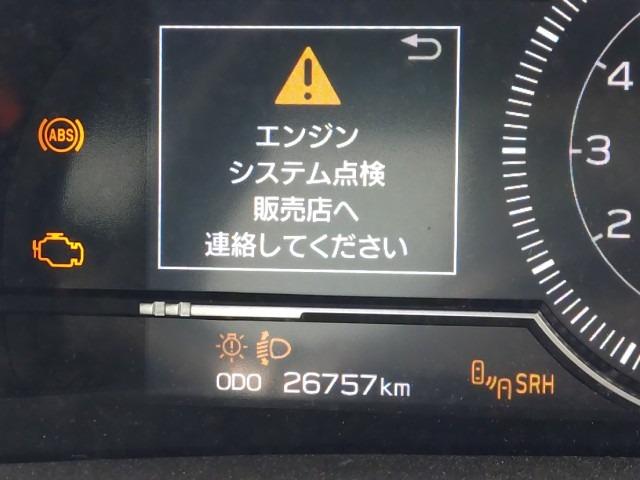 エンジン
システム点検
販売店へ
連絡してください
ABS
4
3
2
ODO 26757km
SRH